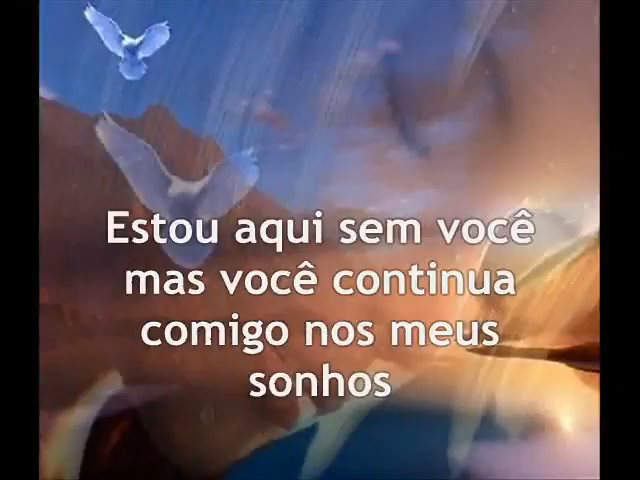 Estou aqui sem você
mas você continua
comigo nos meus
sonhos